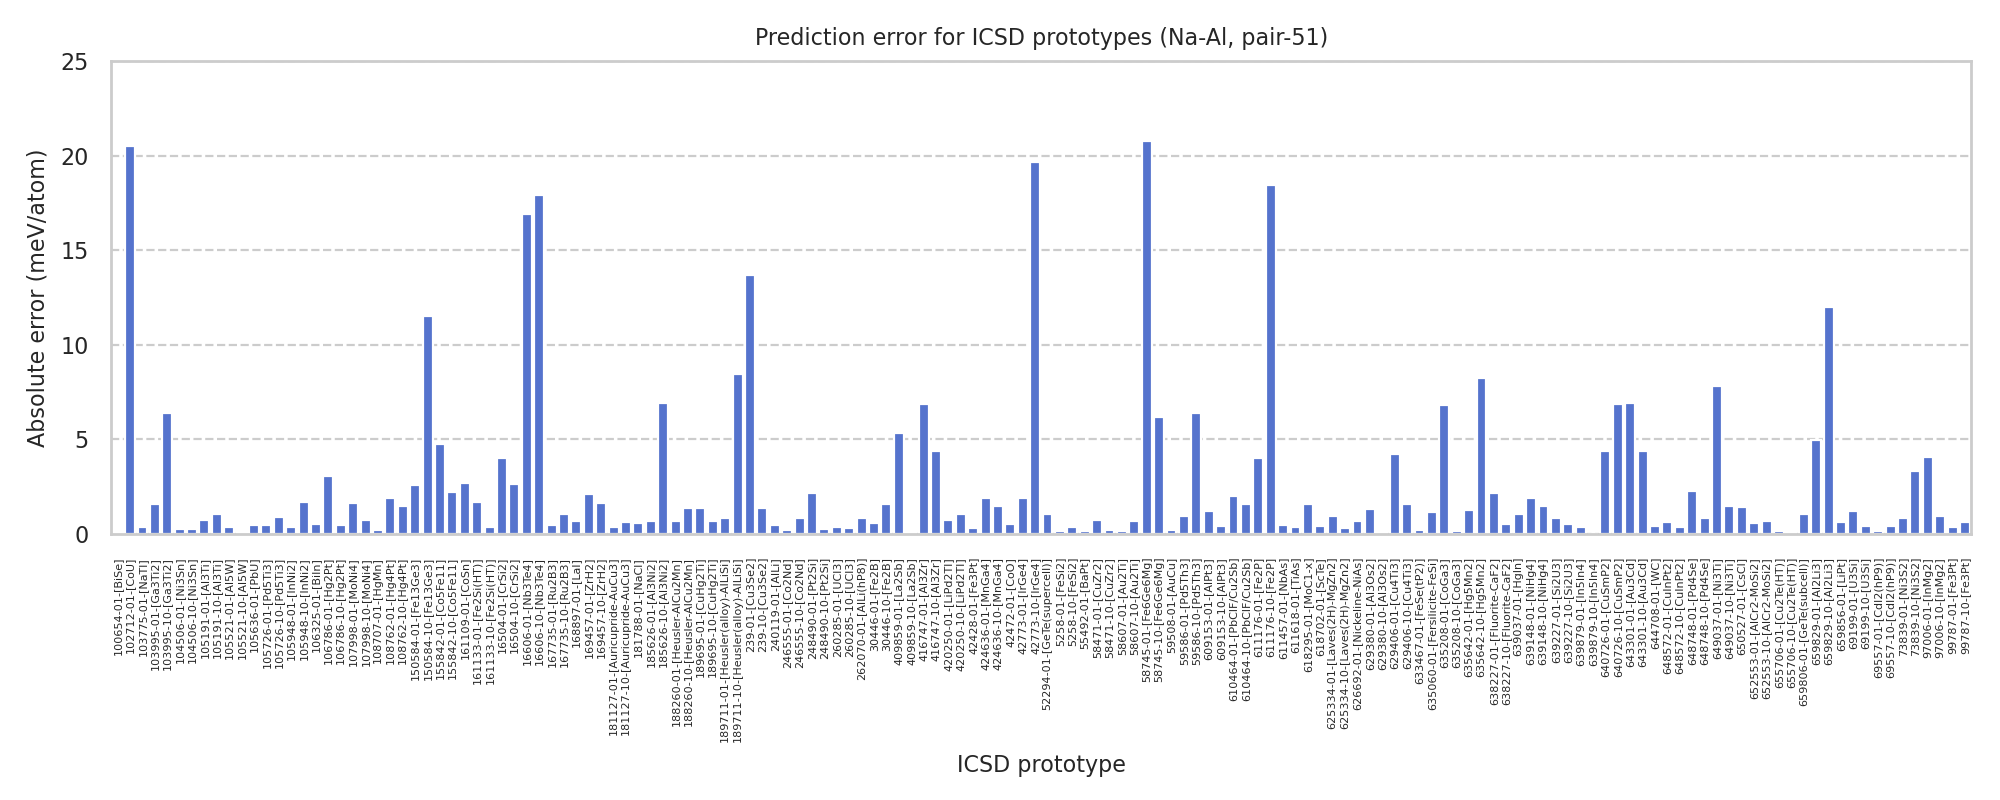 Prediction error for ICSD prototypes (Na-Al, pair-51)
Absolute error (meV/atom)
25
20
15
10
5
0
100654-01-[BiSe]
102712-01-[CoU]
103775-01-[NaTl]
103995-01-[Ga3Ti2]
103995-10-[Ga3Ti2]
104506-01-[Ni3Sn]
104506-10-[Ni3Sn]
105191-01-[Al3Ti]
105191-10-[Al3Ti]
105521-01-[Al5W]
105521-10-[Al5W]
105636-01-[PbU]
105726-01-[Pd5Ti3]
105726-10-[Pd5Ti3]
105948-01-[InNi2]
105948-10-[InNi2]
106325-01-[BiIn]
106786-01-[Hg2Pt]
106786-10-[Hg2Pt]
107998-01-[MoNi4]
107998-10-[MoNi4]
108707-01-[HgMn]
108762-01-[Hg4Pt]
108762-10-[Hg4Pt]
150584-01-[Fe13Ge3]
150584-10-[Fe13Ge3]
155842-01-[Co5Fe11]
155842-10-[Co5Fe11]
161109-01-[CoSn]
161133-01-[Fe2Si(HT)]
161133-10-[Fe2Si(HT)]
16504-01-[CrSi2]
16504-10-[CrSi2]
16606-01-[Nb3Te4]
16606-10-[Nb3Te4]
167735-01-[Ru2B3]
167735-10-[Ru2B3]
168897-01-[LaI]
169457-01-[ZrH2]
169457-10-[ZrH2]
181127-01-[Auricupride-AuCu3]
181127-10-[Auricupride-AuCu3]
181788-01-[NaCl]
185626-01-[Al3Ni2]
185626-10-[Al3Ni2]
188260-01-[Heusler-AlCu2Mn]
188260-10-[Heusler-AlCu2Mn]
189695-01-[CuHg2Ti]
189695-10-[CuHg2Ti]
189711-01-[Heusler(alloy)-AlLiSi]
189711-10-[Heusler(alloy)-AlLiSi]
239-01-[Cu3Se2]
239-10-[Cu3Se2]
240119-01-[AlLi]
246555-01-[Co2Nd]
246555-10-[Co2Nd]
248490-01-[Pt2Si]
248490-10-[Pt2Si]
260285-01-[UCl3]
260285-10-[UCl3]
262070-01-[AlLi(hP8)]
30446-01-[Fe2B]
30446-10-[Fe2B]
409859-01-[La2Sb]
409859-10-[La2Sb]
416747-01-[Al3Zr]
416747-10-[Al3Zr]
420250-01-[LiPd2Tl]
420250-10-[LiPd2Tl]
42428-01-[Fe3Pt]
424636-01-[MnGa4]
424636-10-[MnGa4]
42472-01-[CoO]
42773-01-[IrGe4]
42773-10-[IrGe4]
52294-01-[GeTe(supercell)]
5258-01-[FeSi2]
5258-10-[FeSi2]
55492-01-[BaPt]
58471-01-[CuZr2]
58471-10-[CuZr2]
58607-01-[Au2Ti]
58607-10-[Au2Ti]
58745-01-[Fe6Ge6Mg]
58745-10-[Fe6Ge6Mg]
59508-01-[AuCu]
59586-01-[Pd5Th3]
59586-10-[Pd5Th3]
609153-01-[AlPt3]
609153-10-[AlPt3]
610464-01-[PbClF/Cu2Sb]
610464-10-[PbClF/Cu2Sb]
611176-01-[Fe2P]
611176-10-[Fe2P]
611457-01-[NbAs]
611618-01-[TiAs]
618295-01-[MoC1-x]
618702-01-[ScTe]
625334-01-[Laves(2H)-MgZn2]
625334-10-[Laves(2H)-MgZn2]
626692-01-[Nickeline-NiAs]
629380-01-[Al3Os2]
629380-10-[Al3Os2]
629406-01-[Cu4Ti3]
629406-10-[Cu4Ti3]
633467-01-[FeSe(tP2)]
635060-01-[Fersilicite-FeSi]
635208-01-[CoGa3]
635208-10-[CoGa3]
635642-01-[Hg5Mn2]
635642-10-[Hg5Mn2]
638227-01-[Fluorite-CaF2]
638227-10-[Fluorite-CaF2]
639037-01-[HgIn]
639148-01-[NiHg4]
639148-10-[NiHg4]
639227-01-[Si2U3]
639227-10-[Si2U3]
639879-01-[In5In4]
639879-10-[In5In4]
640726-01-[CuSmP2]
640726-10-[CuSmP2]
643301-01-[Au3Cd]
643301-10-[Au3Cd]
644708-01-[WC]
648572-01-[CuInPt2]
648572-10-[CuInPt2]
648748-01-[Pd4Se]
648748-10-[Pd4Se]
649037-01-[Ni3Ti]
649037-10-[Ni3Ti]
650527-01-[CsCl]
652553-01-[AlCr2-MoSi2]
652553-10-[AlCr2-MoSi2]
655706-01-[Cu2Te(HT)]
655706-10-[Cu2Te(HT)]
659806-01-[GeTe(subcell)]
659829-01-[Al2Li3]
659829-10-[Al2Li3]
659856-01-[LiPt]
69199-01-[U3Si]
69199-10-[U3Si]
69557-01-[CdI2(hP9)]
69557-10-[CdI2(hP9)]
73839-01-[Ni3S2]
73839-10-[Ni3S2]
97006-01-[InMg2]
97006-10-[InMg2]
99787-01-[Fe3Pt]
99787-10-[Fe3Pt]
ICSD prototype